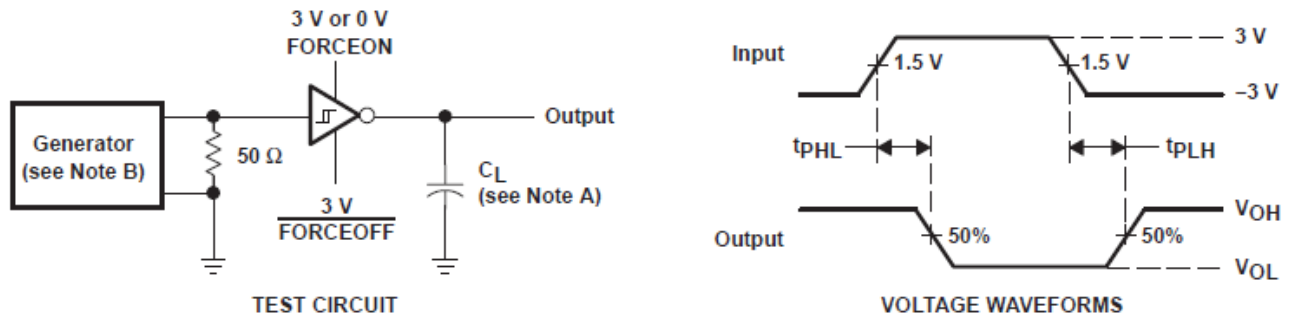 3 V or 0 V
FORCEON
Generator
(see Note B)
50 Ω
3 V
FORCEOFF
Output
CL
(see Note A)
TEST CIRCUIT
Input
3 V
1.5 V
1.5 V
–3 V
tPHL
tPLH
Output
VOH
50%
50%
VOL
VOLTAGE WAVEFORMS